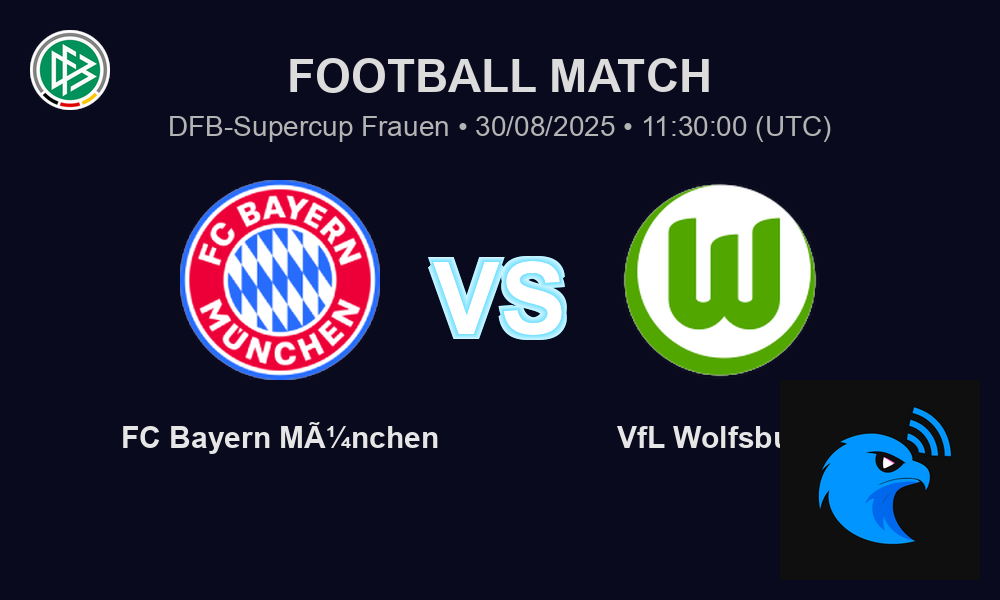 FOOTBALL MATCH
DFB-Supercup Frauen • 30/08/2025 • 11:30:00 (UTC)
DFB
FC BAYERN
MÜNCHEN
VS
W
FC Bayern MÃ¼nchen
VfL